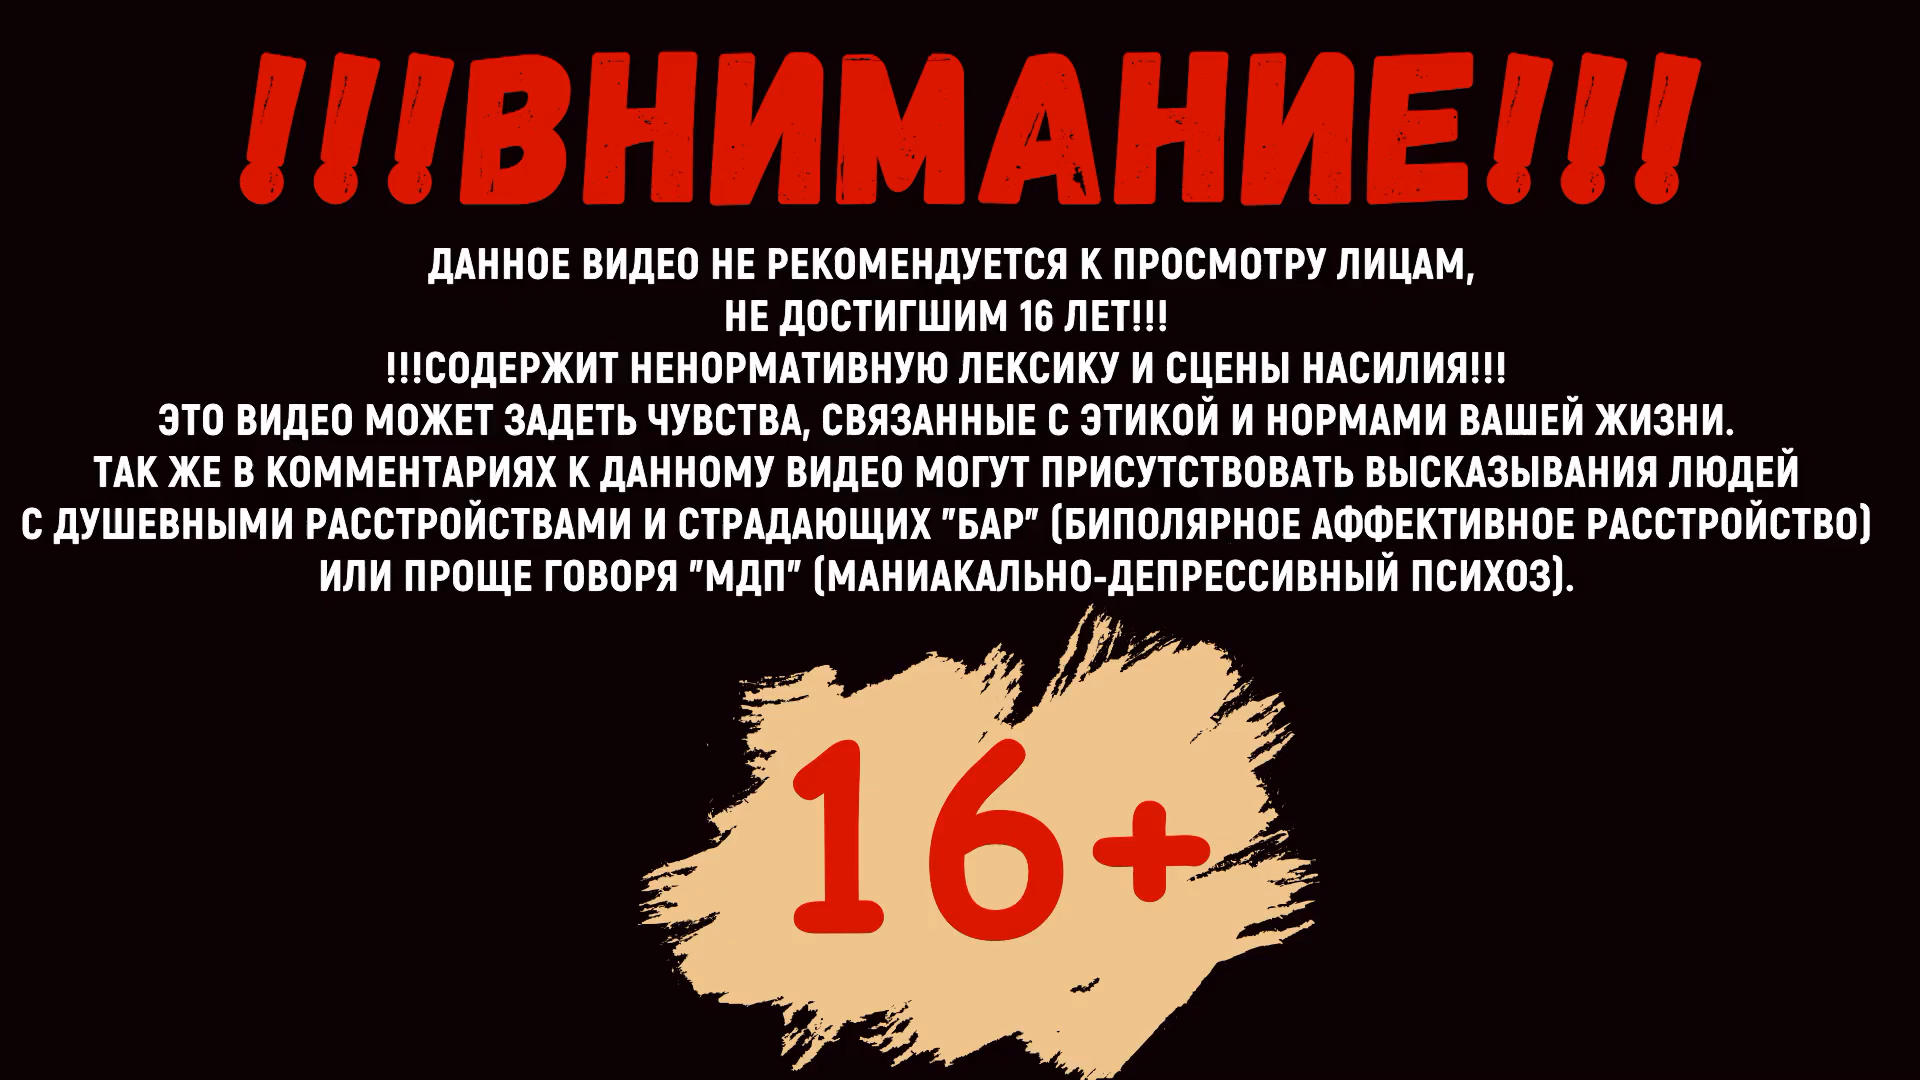 !!!ВНИМАНИЕ!!!
ДАННОЕ ВИДЕО НЕ РЕКОМЕНДУЕТСЯ К ПРОСМОТРУ ЛИЦАМ,
НЕ ДОСТИГШИМ 16 ЛЕТ!!!
!!!СОДЕРЖИТ НЕНОРМАТИВНУЮ ЛЕКСИКУ И СЦЕНЫ НАСИЛИЯ!!!
ЭТО ВИДЕО МОЖЕТ ЗАДЕТЬ ЧУВСТВА, СВЯЗАННЫЕ С ЭТИКОЙ И НОРМАМИ ВАШЕЙ ЖИЗНИ.
ТАК ЖЕ В КОММЕНТАРИЯХ К ДАННОМУ ВИДЕО МОГУТ ПРИСУТСТВОВАТЬ ВЫСКАЗЫВАНИЯ ЛЮДЕЙ
С ДУШЕВНЫМИ РАССТРОЙСТВАМИ И СТРАДАЮЩИХ "БАР" (БИПОЛЯРНОЕ АФФЕКТИВНОЕ РАССТРОЙСТВО)
ИЛИ ПРОЩЕ ГОВОРЯ "МДП" (МАНИАКАЛЬНО-ДЕПРЕССИВНЫЙ ПСИХОЗ).
16+